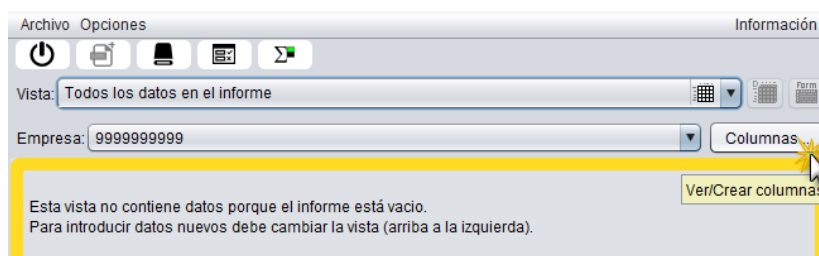 Archivo Opciones Información
Vista: Todos los datos en el informe
D Form
Empresa: 9999999999 Columnas...
Ver/Crear columnas
Esta vista no contiene datos porque el informe está vacio.
Para introducir datos nuevos debe cambiar la vista (arriba a la izquierda).